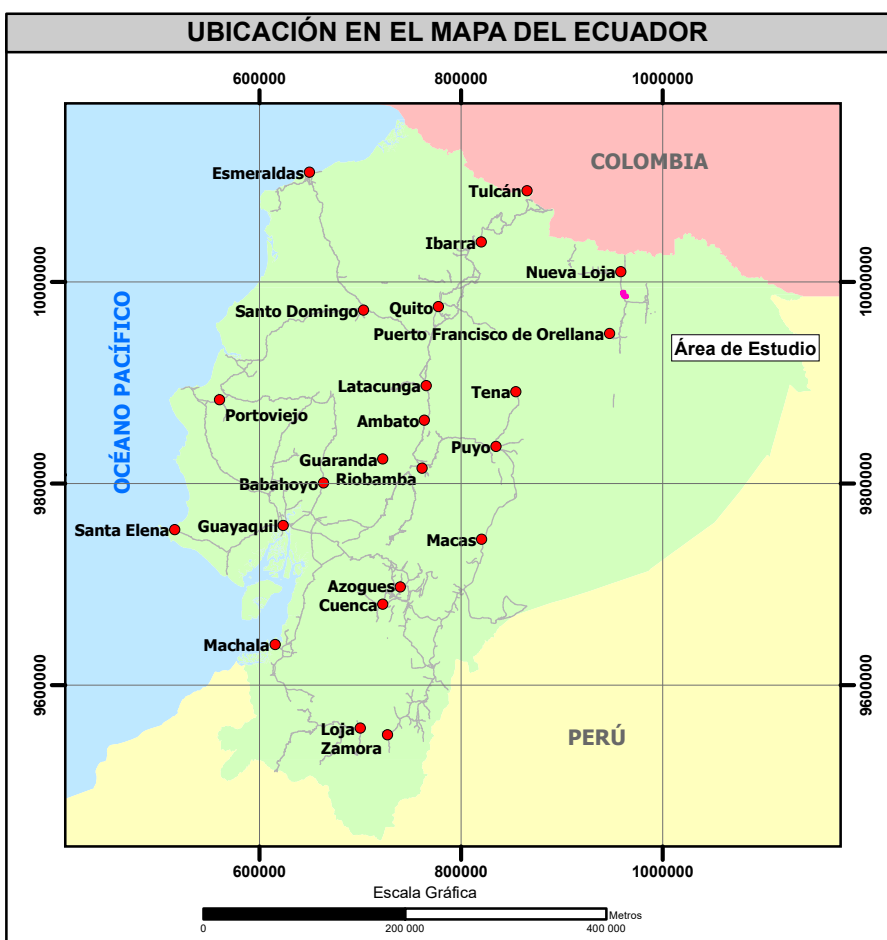 UBICACIÓN EN EL MAPA DEL ECUADOR
600000 800000 1000000
COLOMBIA
Esmeraldas
Tulcán
Ibarra
Nueva Loja
10000000 10000000
Quito
Santo Domingo
Puerto Francisco de Orellana
Área de Estudio
OCÉANO PACÍFICO
Latacunga
Tena
Portoviejo
Ambato
Puyo
Guaranda
Riobamba
Babahoyo
9800000 9800000
Guayaquil
Santa Elena
Macas
Azogues
Cuenca
Machala
9600000 9600000
Loja
Zamora
PERÚ
600000 800000 1000000
Escala Gráfica
Metros
0 200 000 400 000